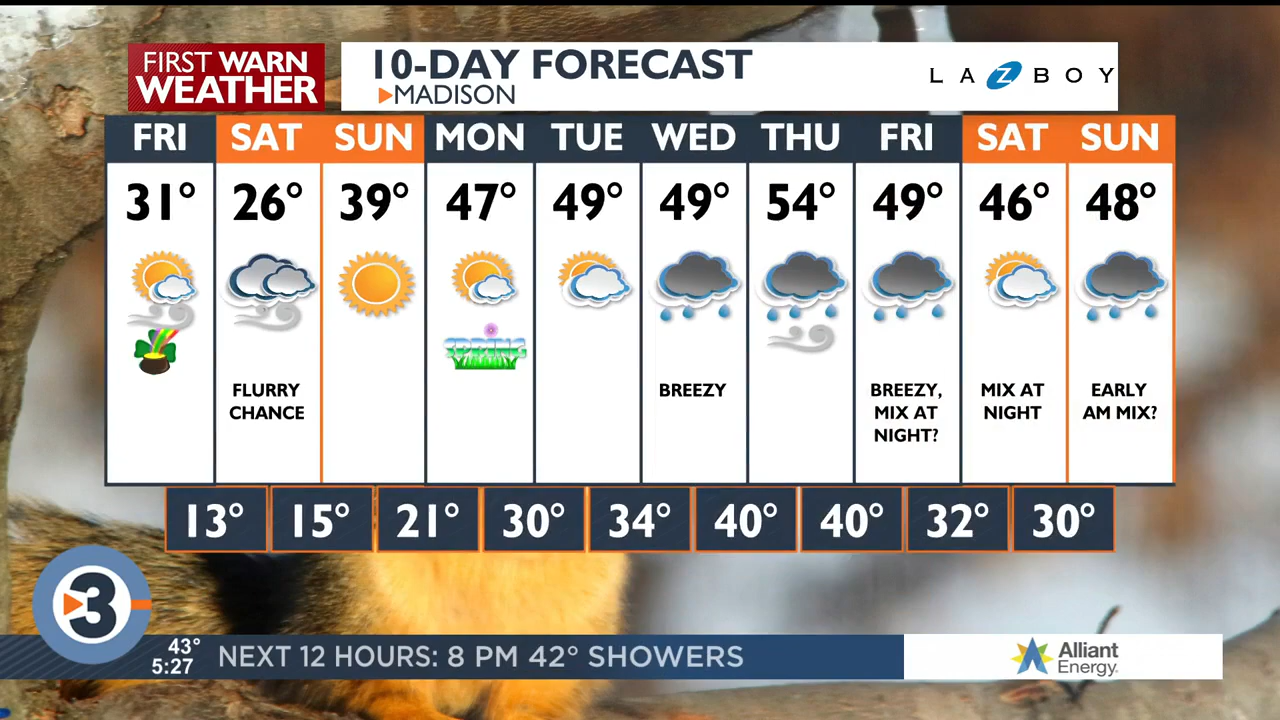 FIRST WARN
WEATHER
10-DAY FORECAST
MADISON
LA Z BOY
FRI SAT SUN MON TUE WED THU FRI SAT SUN
31° 26° 39° 47° 49° 49° 54° 49° 46° 48°
SPRING
FLURRY
CHANCE
BREEZY
BREEZY,
MIX AT
NIGHT?
MIX AT
NIGHT
EARLY
AM MIX?
13° 15° 21° 30° 34° 40° 40° 32° 30°
3
43°
5:27
NEXT 12 HOURS: 8 PM 42° SHOWERS
Alliant
Energy